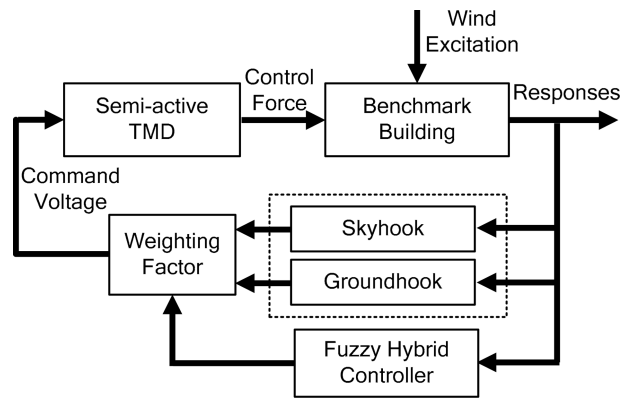 Wind
Excitation
Control
Force
Responses
Semi-active
TMD
Benchmark
Building
Command
Voltage
Weighting
Factor
Skyhook
Groundhook
Fuzzy Hybrid
Controller